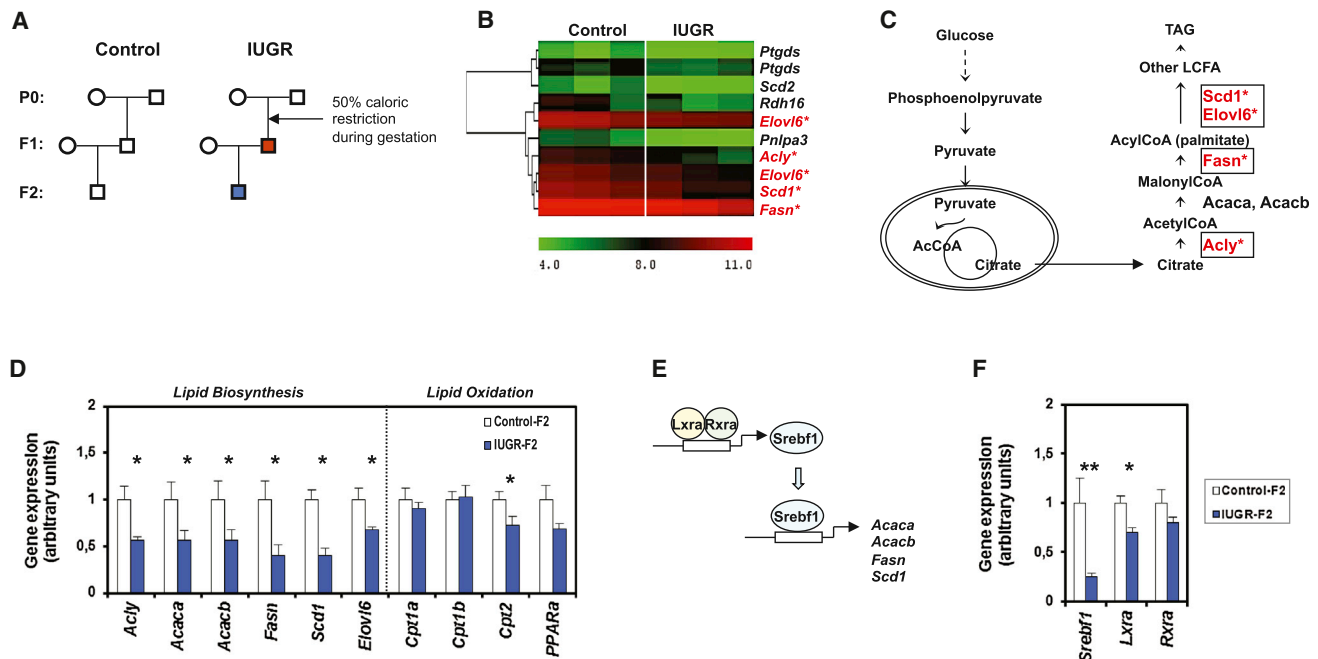 A
Control
IUGR
P0:
F1:
F2:
50% caloric
restriction
during gestation
B
Control
IUGR
Ptgds
Ptgds
Scd2
Rdh16
Elovl6*
Pnlpa3
Acly*
Elovl6*
Scd1*
Fasn*
4.0
8.0
11.0
C
Glucose
Phosphoenolpyruvate
Pyruvate
Pyruvate
AcCoA
Citrate
TAG
Other LCFA
Scd1*
Elovl6*
AcylCoA (palmitate)
Fasn*
MalonylCoA
Acaca, Acacb
AcetylCoA
Acly*
Citrate
D
Lipid Biosynthesis
Lipid Oxidation
Gene expression
(arbitrary units)
2
1,5
1
0,5
0
Control-F2
IUGR-F2
* * * * * * *
Acly
Acaca
Acacb
Fasn
Scd1
Elovl6
Cpt1a
Cpt1b
Cpt2
PPARa
E
Lxra
Rxra
Srebf1
Srebf1
Acaca
Acacb
Fasn
Scd1
F
Gene expression
(arbitrary units)
2
1,5
1
0,5
0
** *
Srebf1
Lxra
Rxra
Control-F2
IUGR-F2